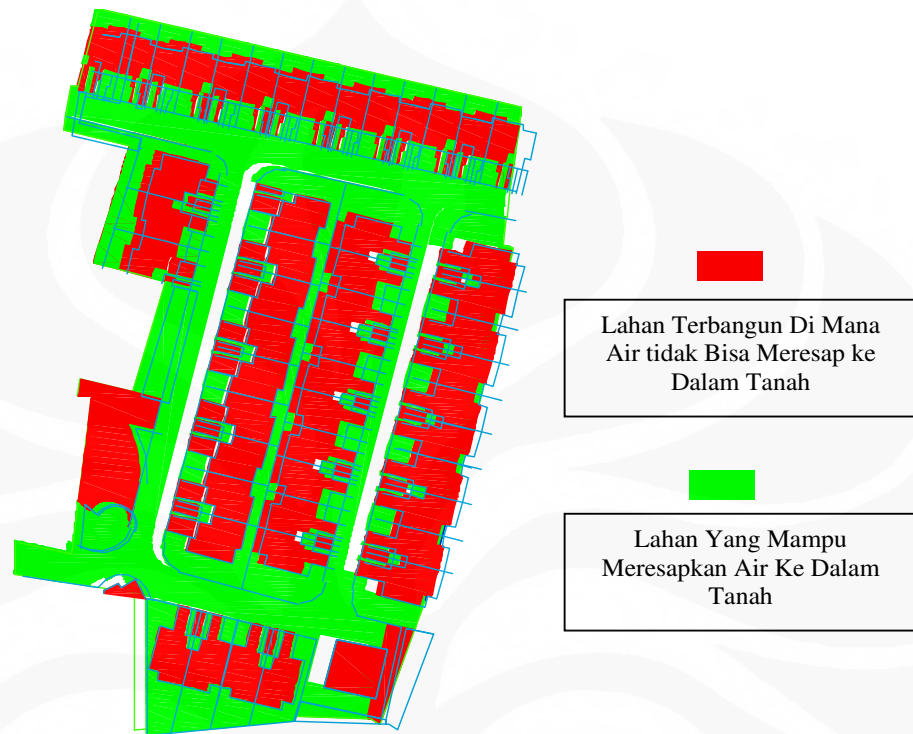 Lahan Terbangun Di Mana
Air tidak Bisa Meresap ke
Dalam Tanah
Lahan Yang Mampu
Meresapkan Air Ke Dalam
Tanah